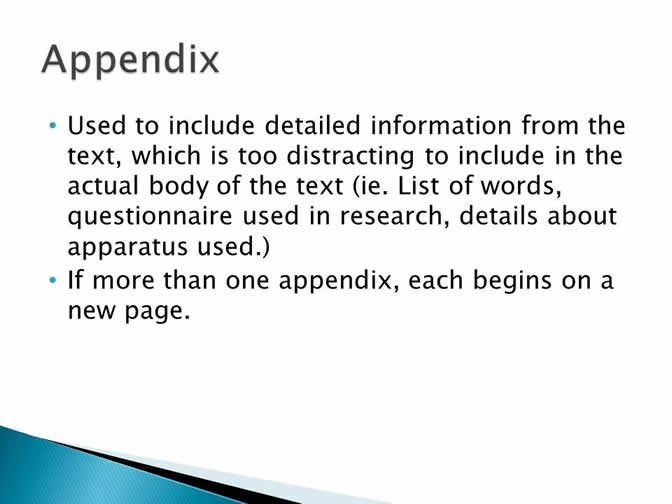 Appendix
• Used to include detailed information from the
text, which is too distracting to include in the
actual body of the text (ie. List of words,
questionnaire used in research, details about
apparatus used.)
• If more than one appendix, each begins on a
new page.